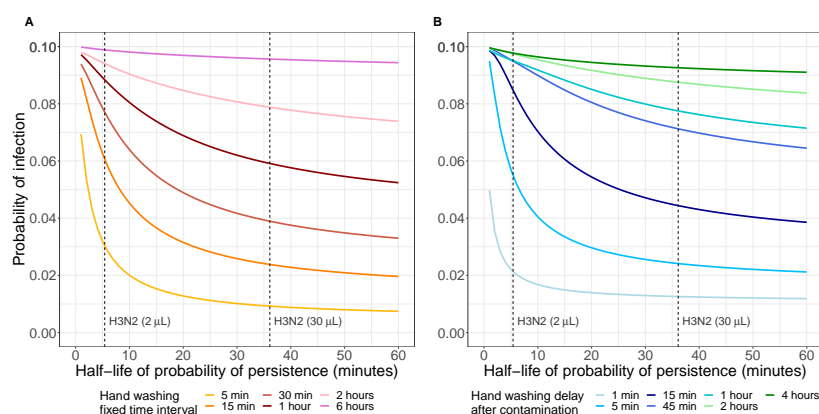 A
B
Probability of infection
0.10
0.08
0.06
0.04
0.02
0.00
H3N2 (2 μL)
H3N2 (30 μL)
0 10 20 30 40 50 60
Half−life of probability of persistence (minutes)
Hand washing
fixed time interval
5 min 30 min 2 hours
15 min 1 hour 6 hours
0.10
0.08
0.06
0.04
0.02
0.00
H3N2 (2 μL)
H3N2 (30 μL)
0 10 20 30 40 50 60
Half−life of probability of persistence (minutes)
Hand washing delay
after contamination
1 min 15 min 1 hour 4 hours
5 min 45 min 2 hours